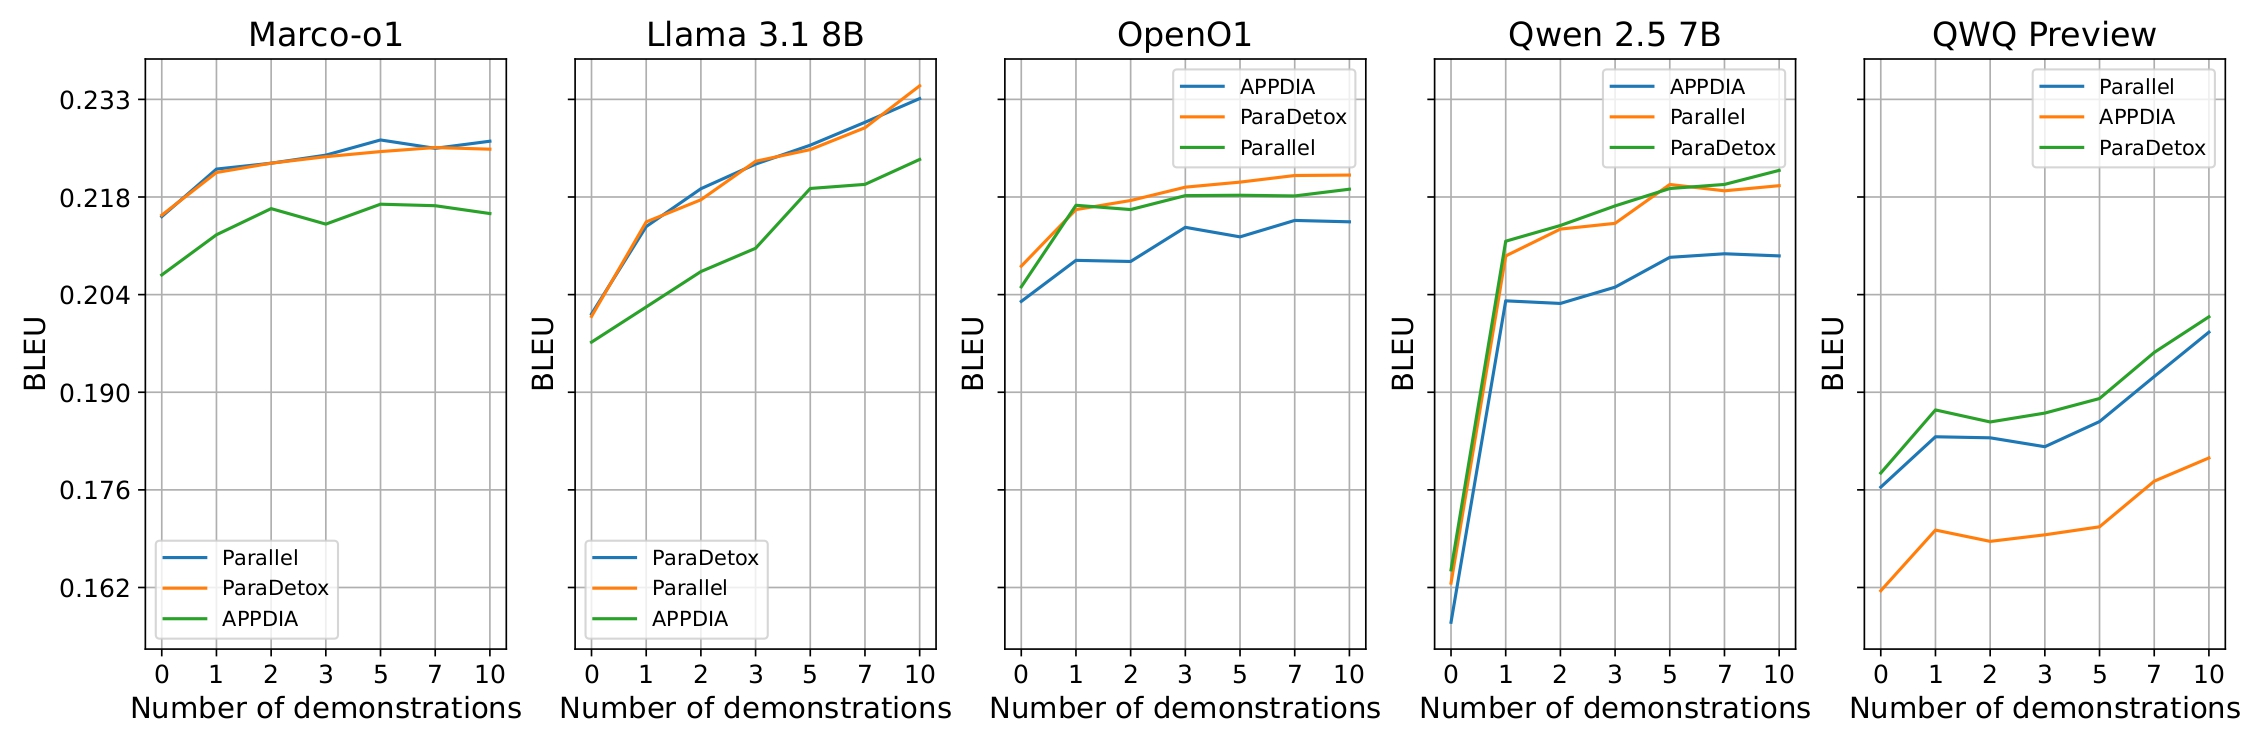 Marco-o1
BLEU
0.233
0.218
0.204
0.190
0.176
0.162
Parallel
ParaDetox
APPDIA
0 1 2 3 5 7 10
Number of demonstrations
Llama 3.1 8B
BLEU
ParaDetox
Parallel
APPDIA
0 1 2 3 5 7 10
Number of demonstrations
OpenO1
BLEU
APPDIA
ParaDetox
Parallel
0 1 2 3 5 7 10
Number of demonstrations
Qwen 2.5 7B
BLEU
APPDIA
Parallel
ParaDetox
0 1 2 3 5 7 10
Number of demonstrations
QWQ Preview
BLEU
Parallel
APPDIA
ParaDetox
0 1 2 3 5 7 10
Number of demonstrations